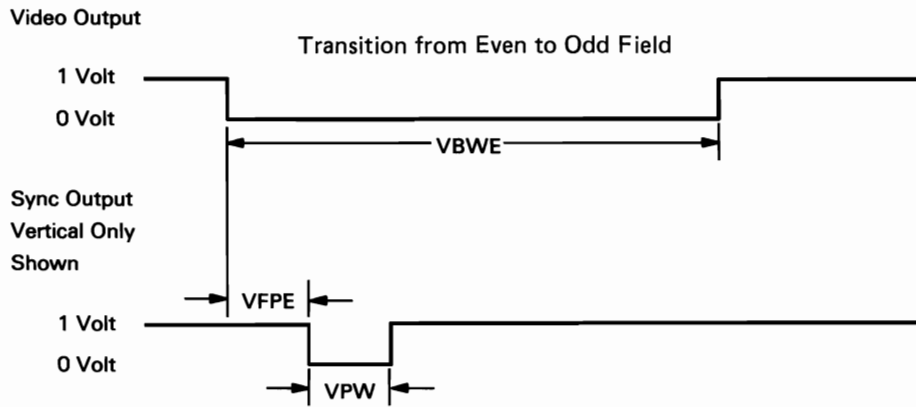 Video Output
Transition from Even to Odd Field
1 Volt
0 Volt
VBWE
Sync Output
Vertical Only
Shown
VFPE
1 Volt
0 Volt
VPW